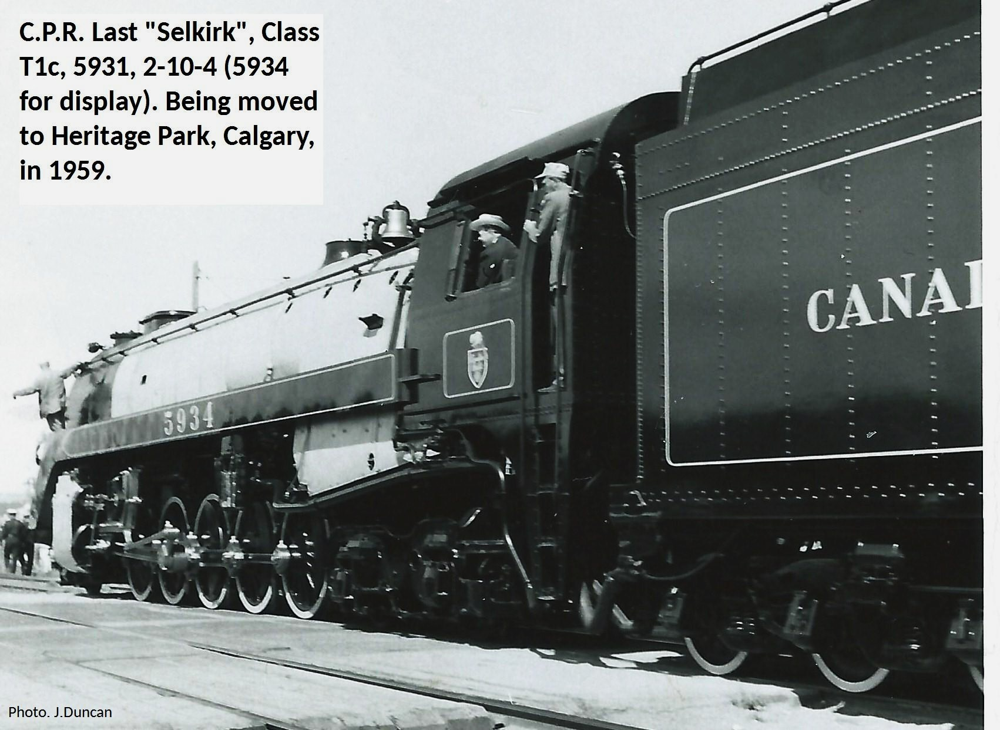 C.P.R. Last "Selkirk", Class
T1c, 5931, 2-10-4 (5934
for display). Being moved
to Heritage Park, Calgary,
in 1959.
CANAD
5934
Photo. J.Duncan